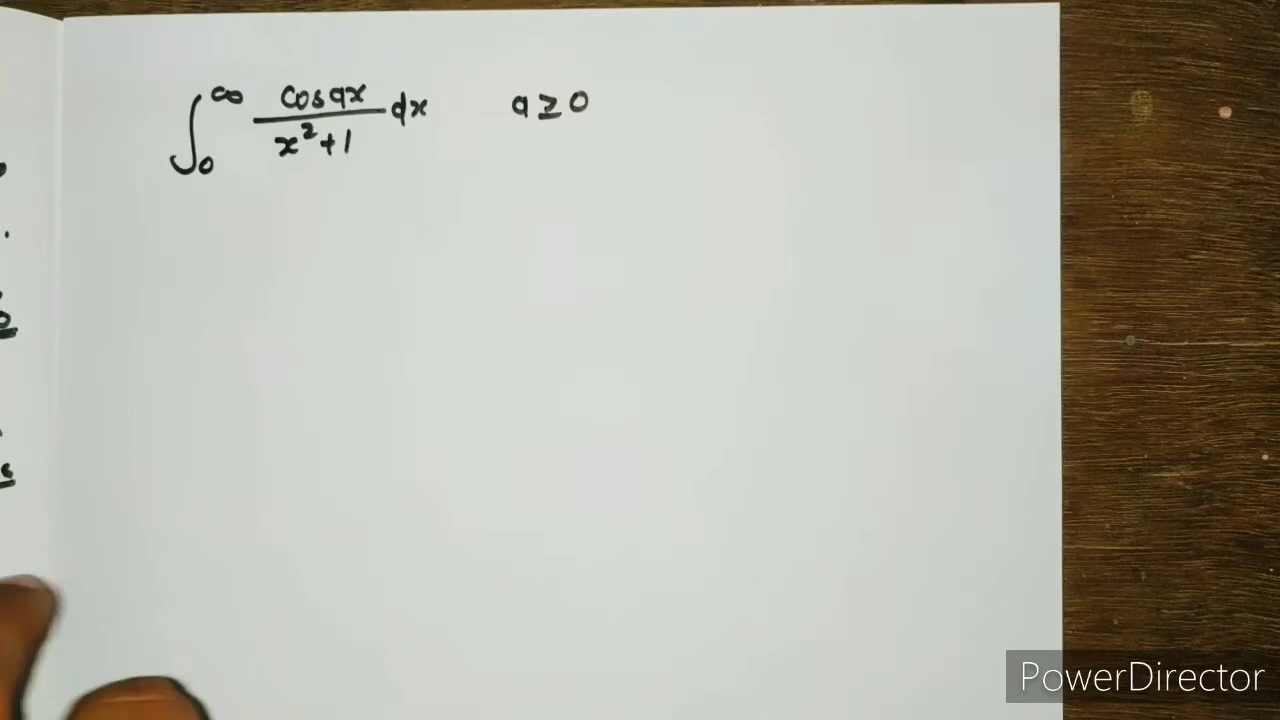 ∫₀^∞ cos ax / x²+1 dx a ≥ 0
PowerDirector